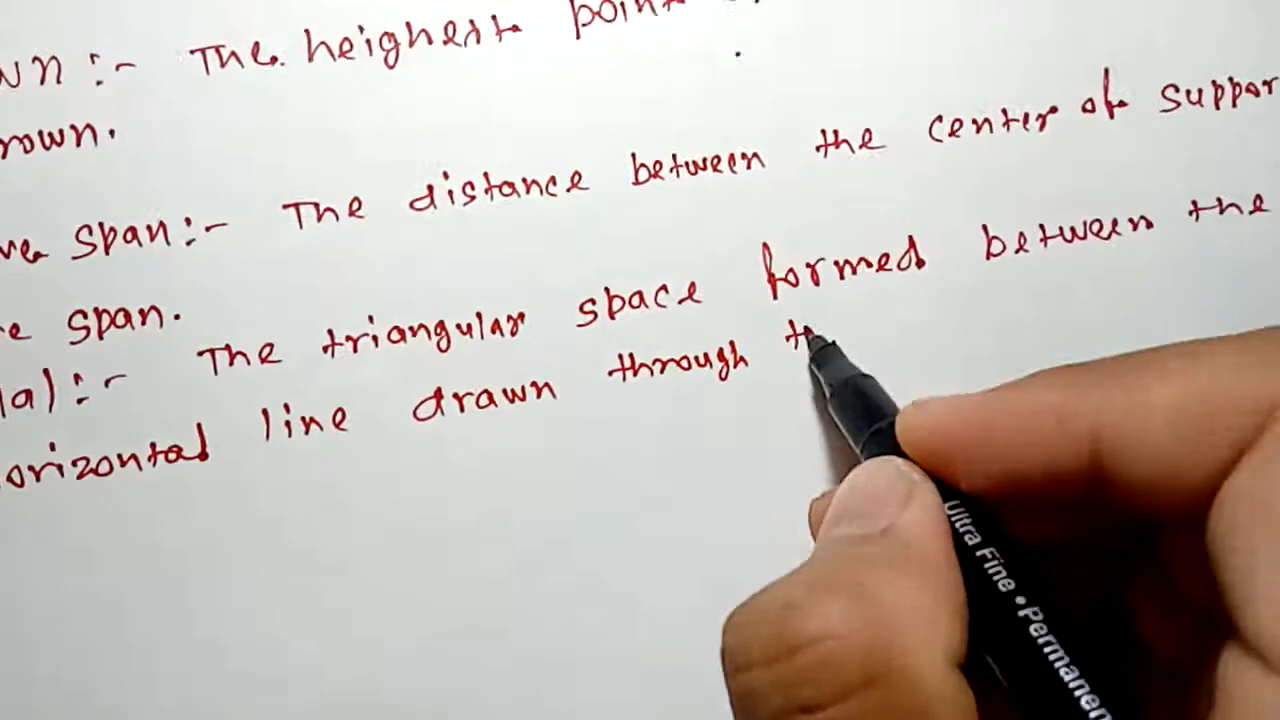 wn :- The heighest point
rown.
ve span:- The distance between the center of suppor
e span.
la) :- The triangular space formed between the
orizontal line drawn through t
Ultra Fine • Permanen